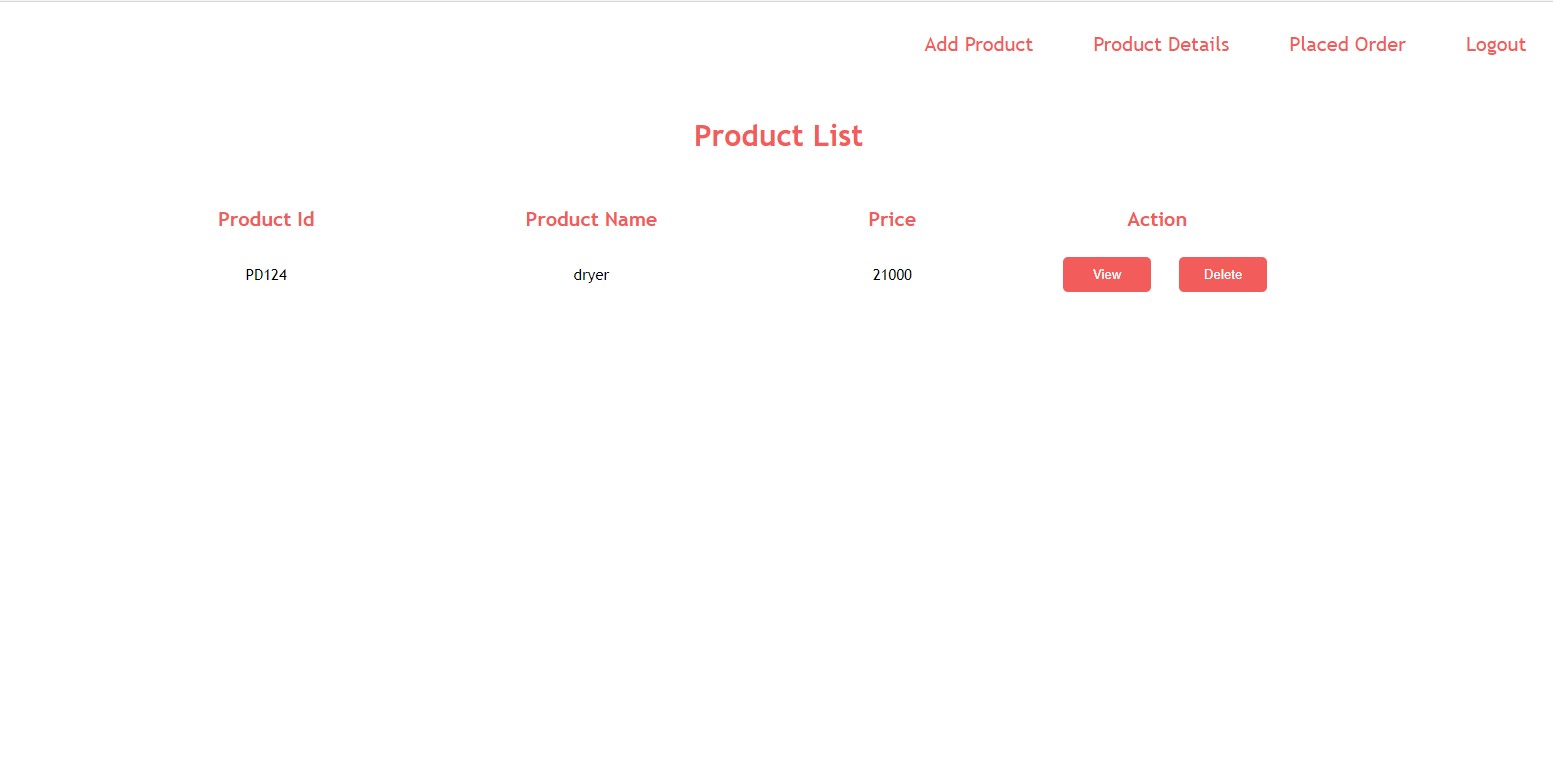 Add Product Product Details Placed Order Logout
Product List
Product Id Product Name Price Action
PD124 dryer 21000 View Delete